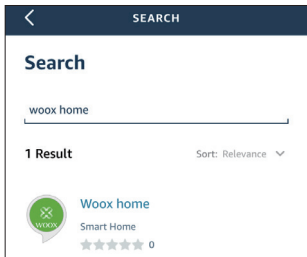 SEARCH
Search
woox home
1 Result
Sort: Relevance
Woox home
WOOX
Smart Home
0